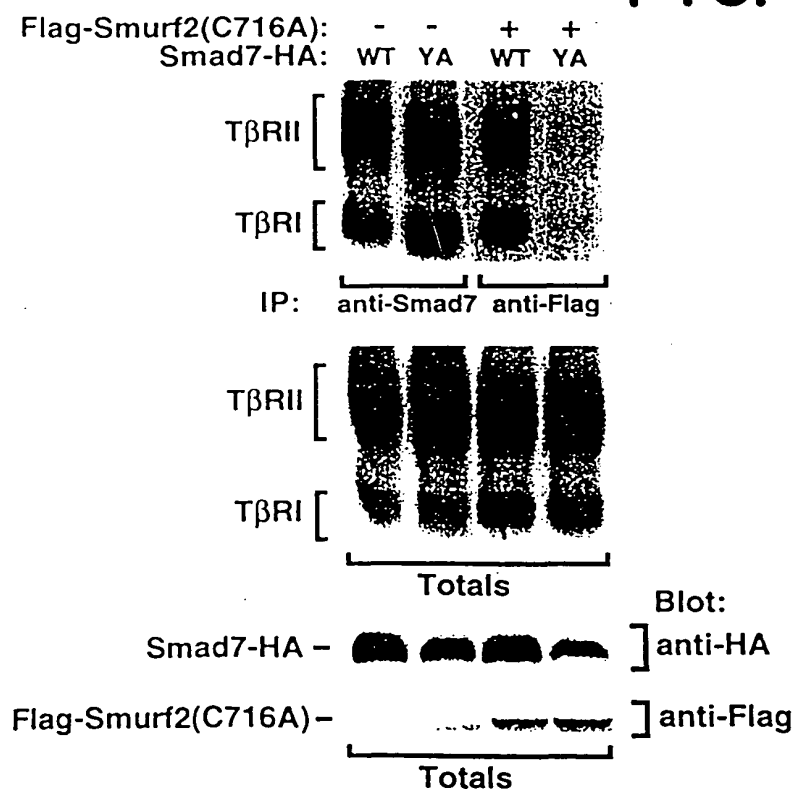 Flag-Smurf2(C716A): - - + +
Smad7-HA: WT YA WT YA
TβRII
TβRI
IP: anti-Smad7 anti-Flag
TβRII
TβRI
Totals
Blot:
Smad7-HA – anti-HA
Flag-Smurf2(C716A) – anti-Flag
Totals